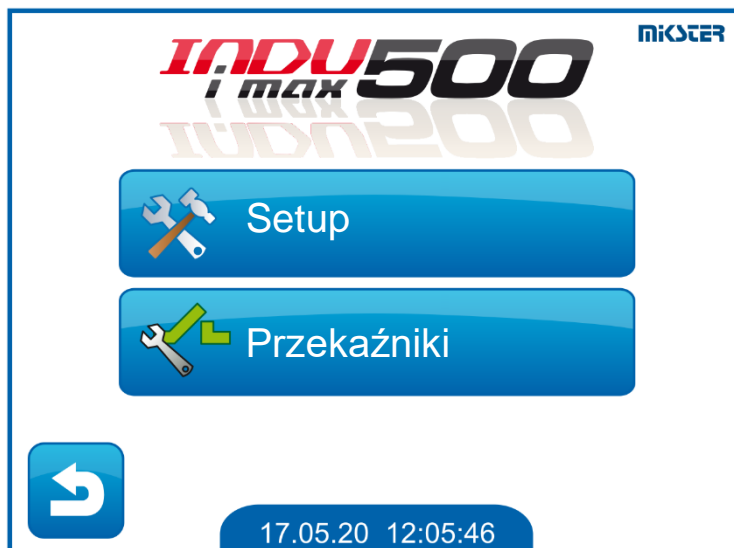 INDU 500
i max
MIKSTER
Setup
Przekaźniki
17.05.20 12:05:46